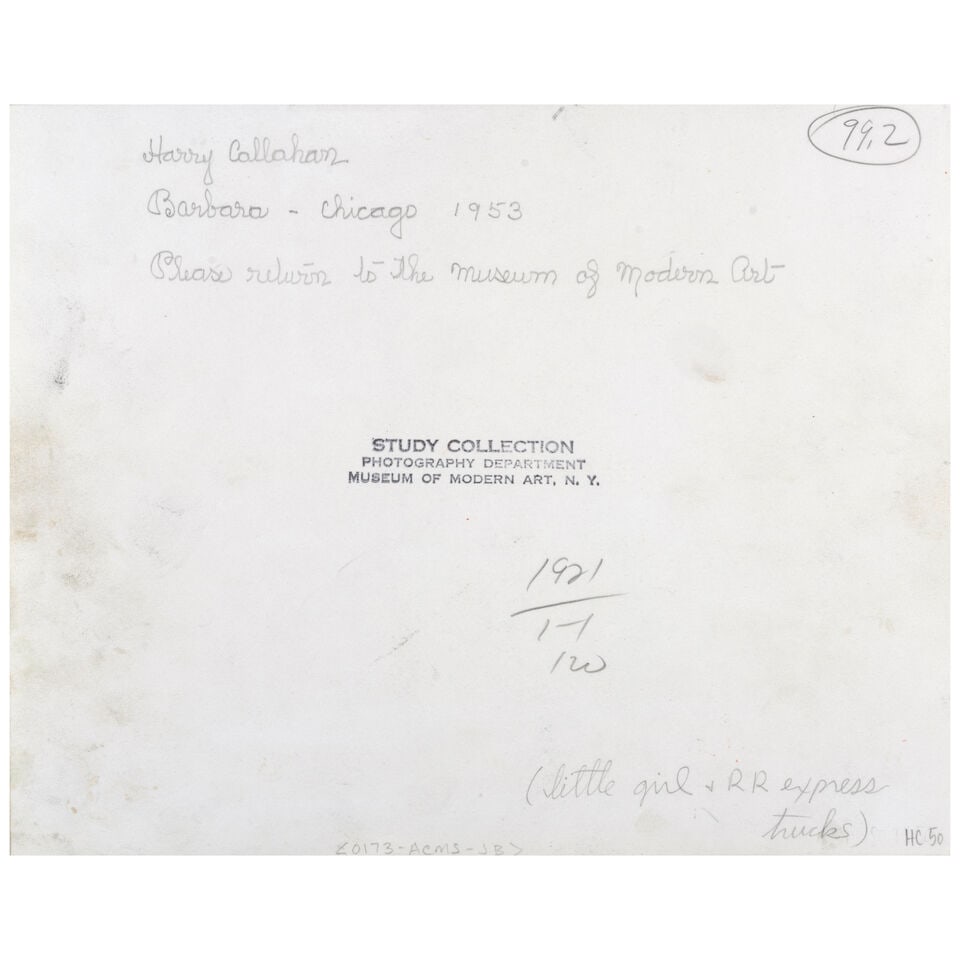 99.2
Harry Callahan
Barbara - Chicago 1953
Please return to the Museum of Modern Art
STUDY COLLECTION
PHOTOGRAPHY DEPARTMENT
MUSEUM OF MODERN ART, N. Y.
1921
1-1
120
(little girl + RR express
trucks)
HC 50
<0173-ACMS-JB>